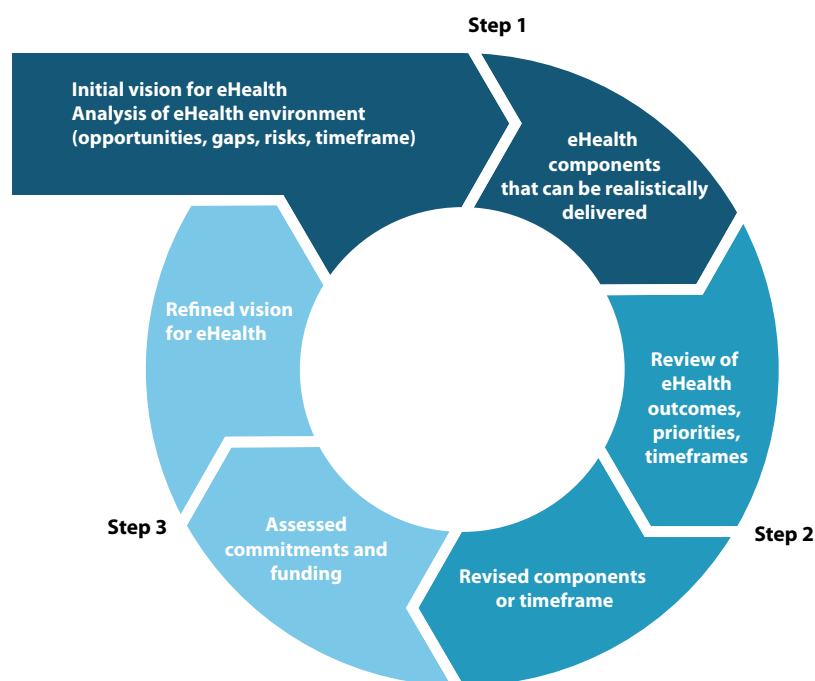 Step 1
Initial vision for eHealth
Analysis of eHealth environment
(opportunities, gaps, risks, timeframe)
eHealth
components
that can be realistically
delivered
Review of
eHealth
outcomes,
priorities,
timeframes
Step 2
Revised components
or timeframe
Assessed
commitments and
funding
Step 3
Refined vision
for eHealth